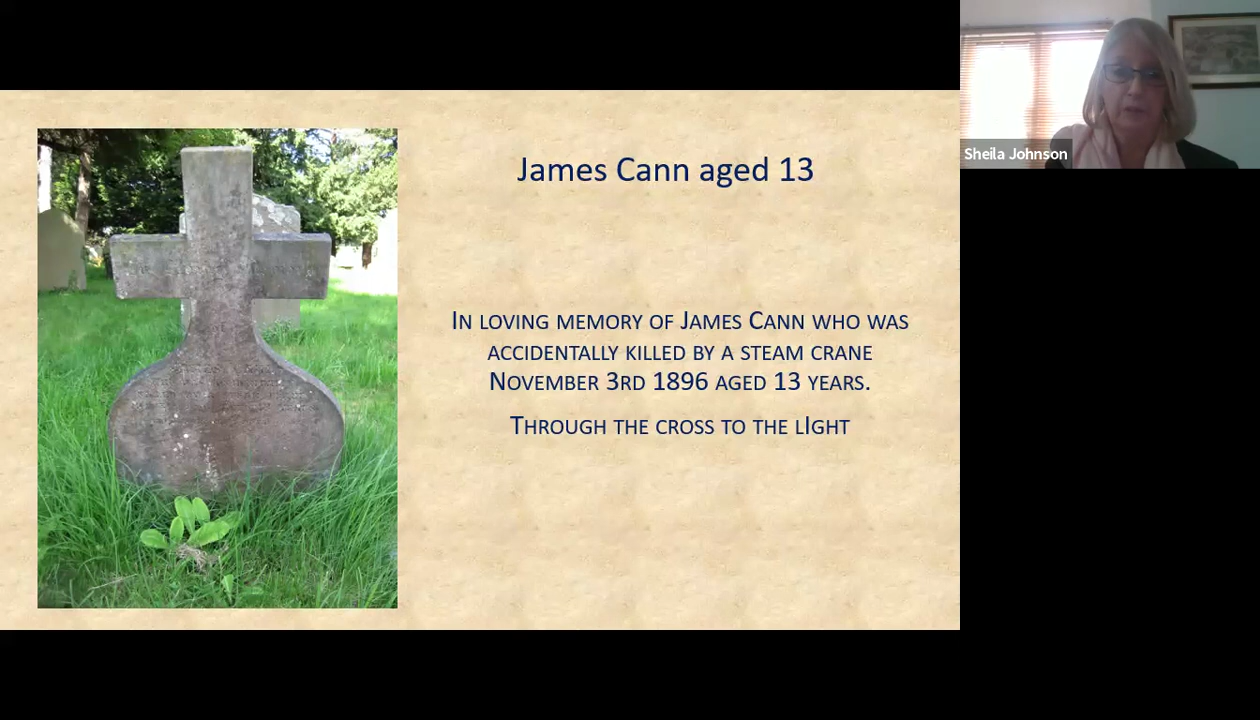 James Cann aged 13
In loving memory of James Cann who was
accidentally killed by a steam crane
November 3rd 1896 aged 13 years.
Through the cross to the lIght
Sheila Johnson